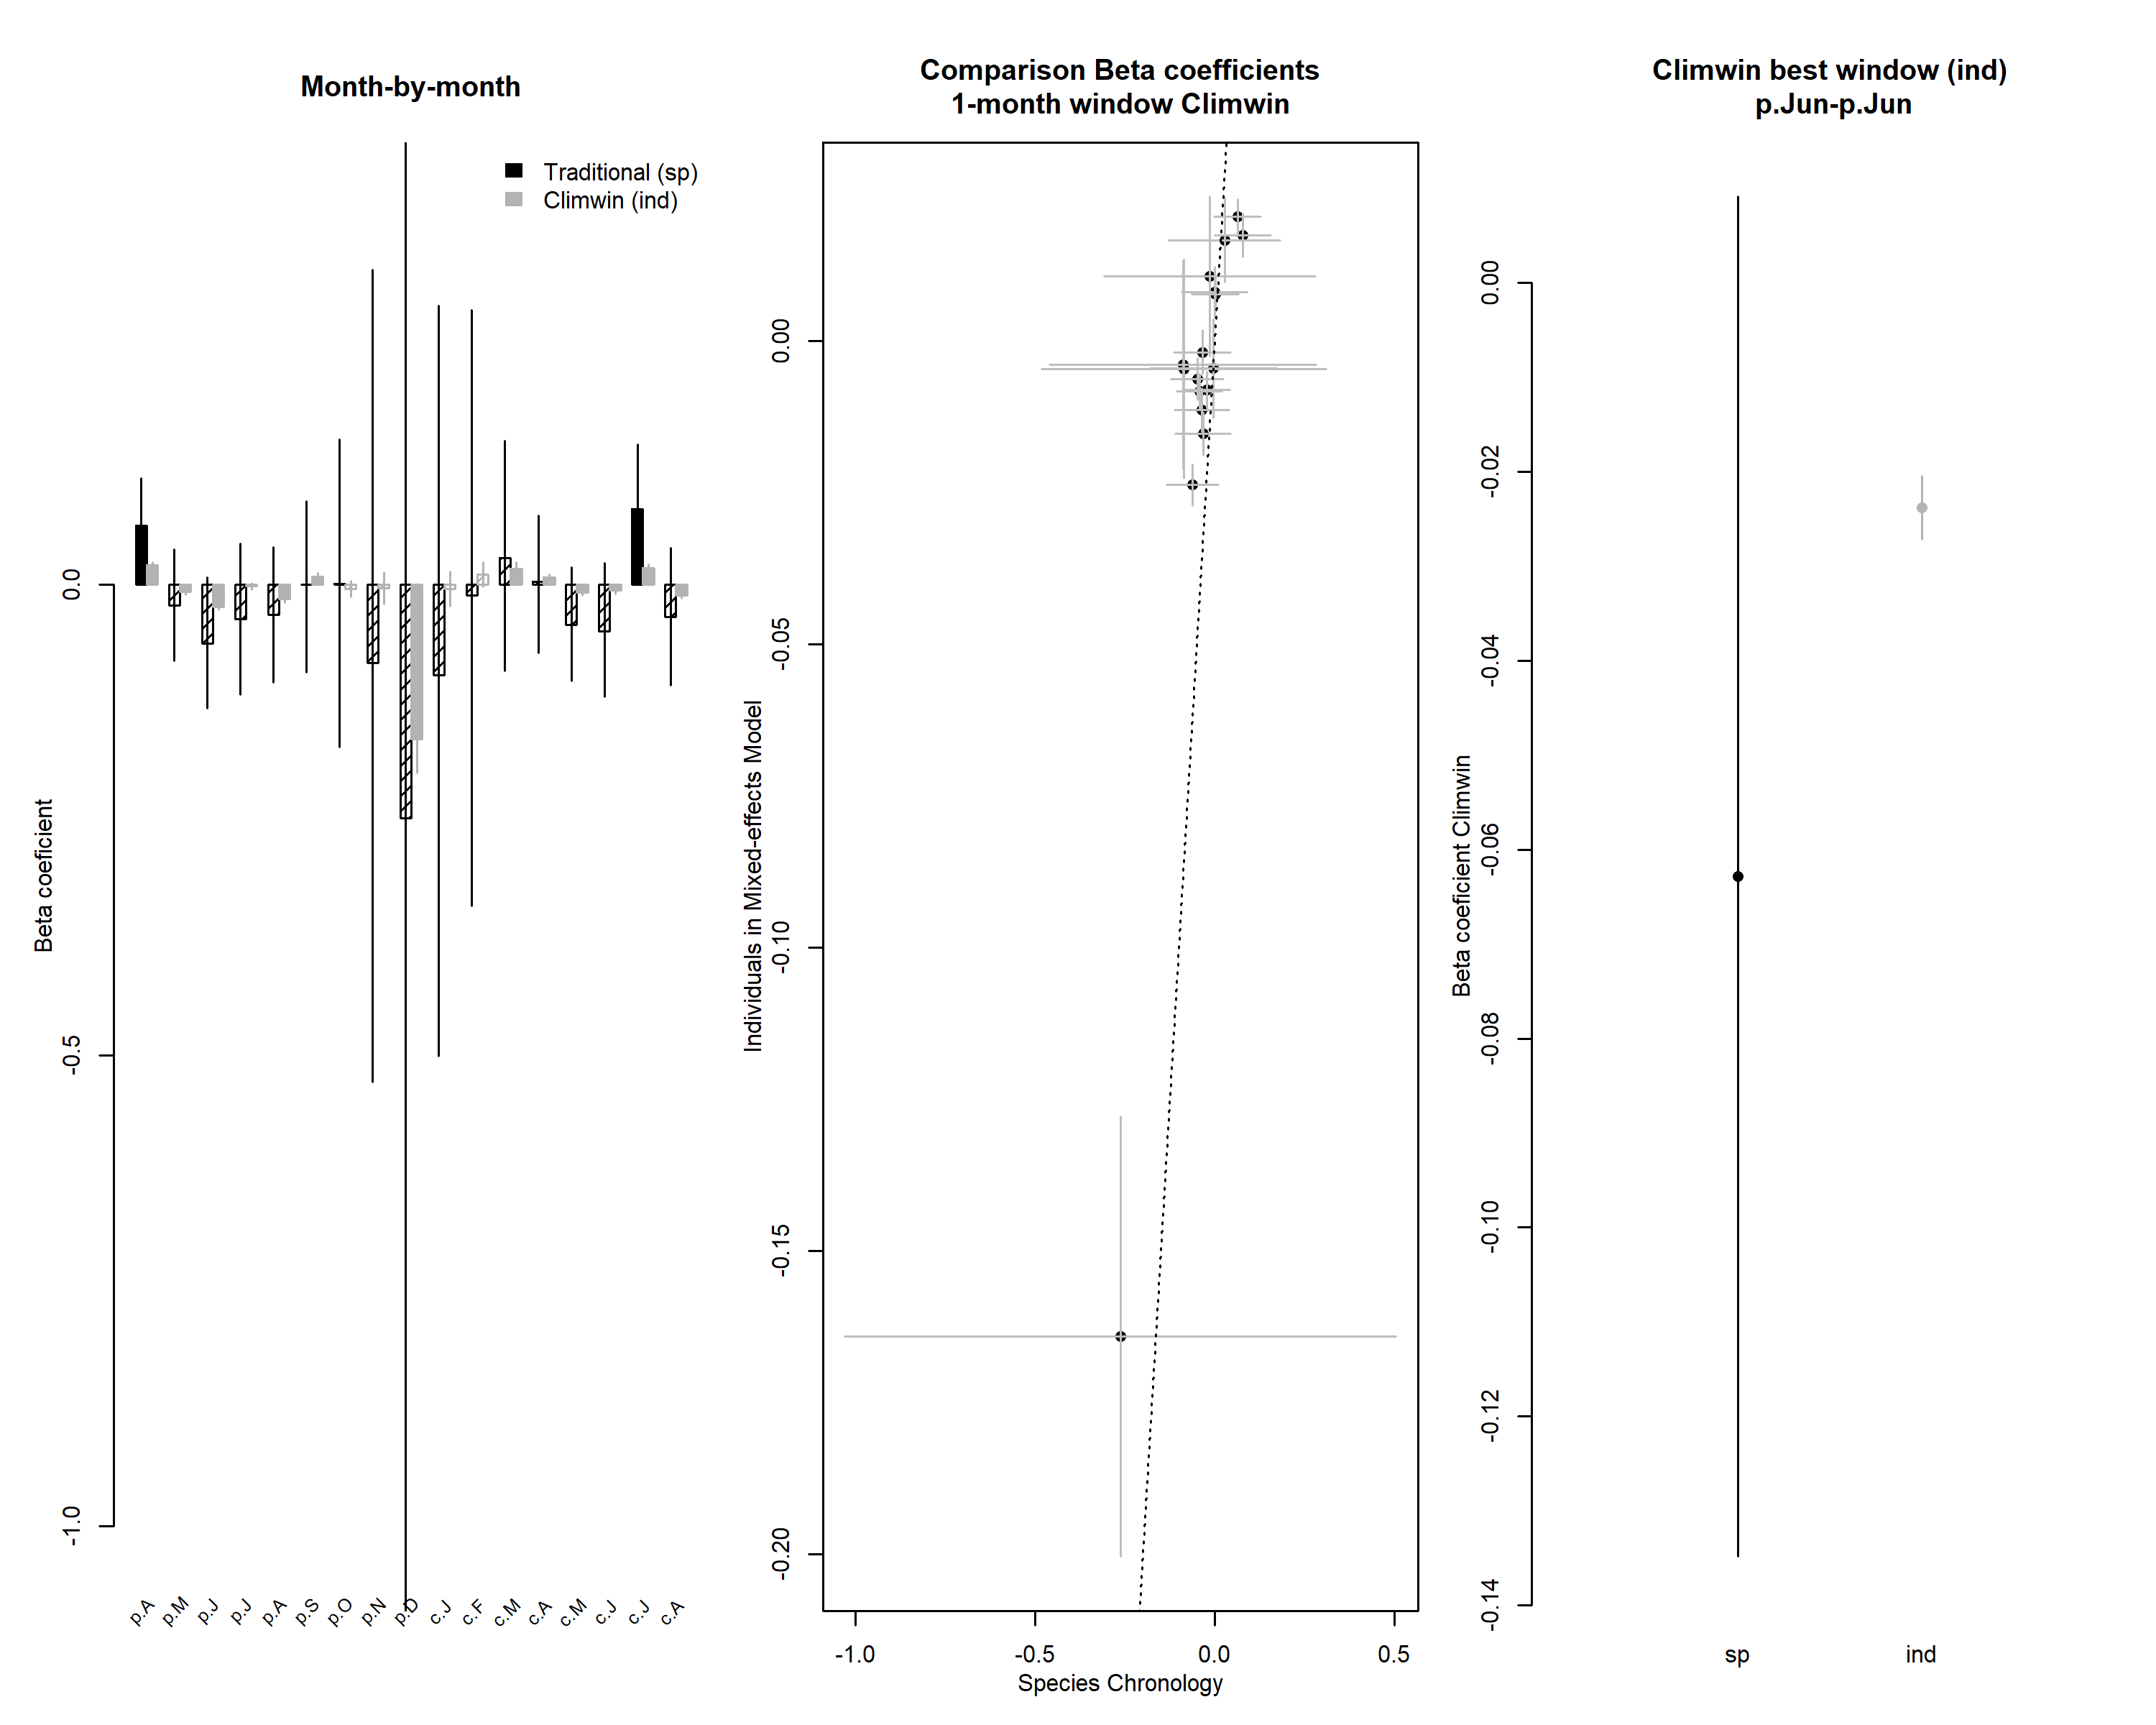 Month-by-month
Traditional (sp)
Climwin (ind)
Beta coeficient
0.0
-0.5
-1.0
p.A
p.M
p.J
p.J
p.A
p.S
p.O
p.N
p.D
c.J
c.F
c.M
c.A
c.M
c.J
c.J
c.A
Comparison Beta coefficients
1-month window Climwin
Individuals in Mixed-effects Model
0.00
-0.05
-0.10
-0.15
-0.20
-1.0
-0.5
0.0
0.5
Species Chronology
Climwin best window (ind)
p.Jun-p.Jun
Beta coeficient Climwin
0.00
-0.02
-0.04
-0.06
-0.08
-0.10
-0.12
-0.14
sp
ind